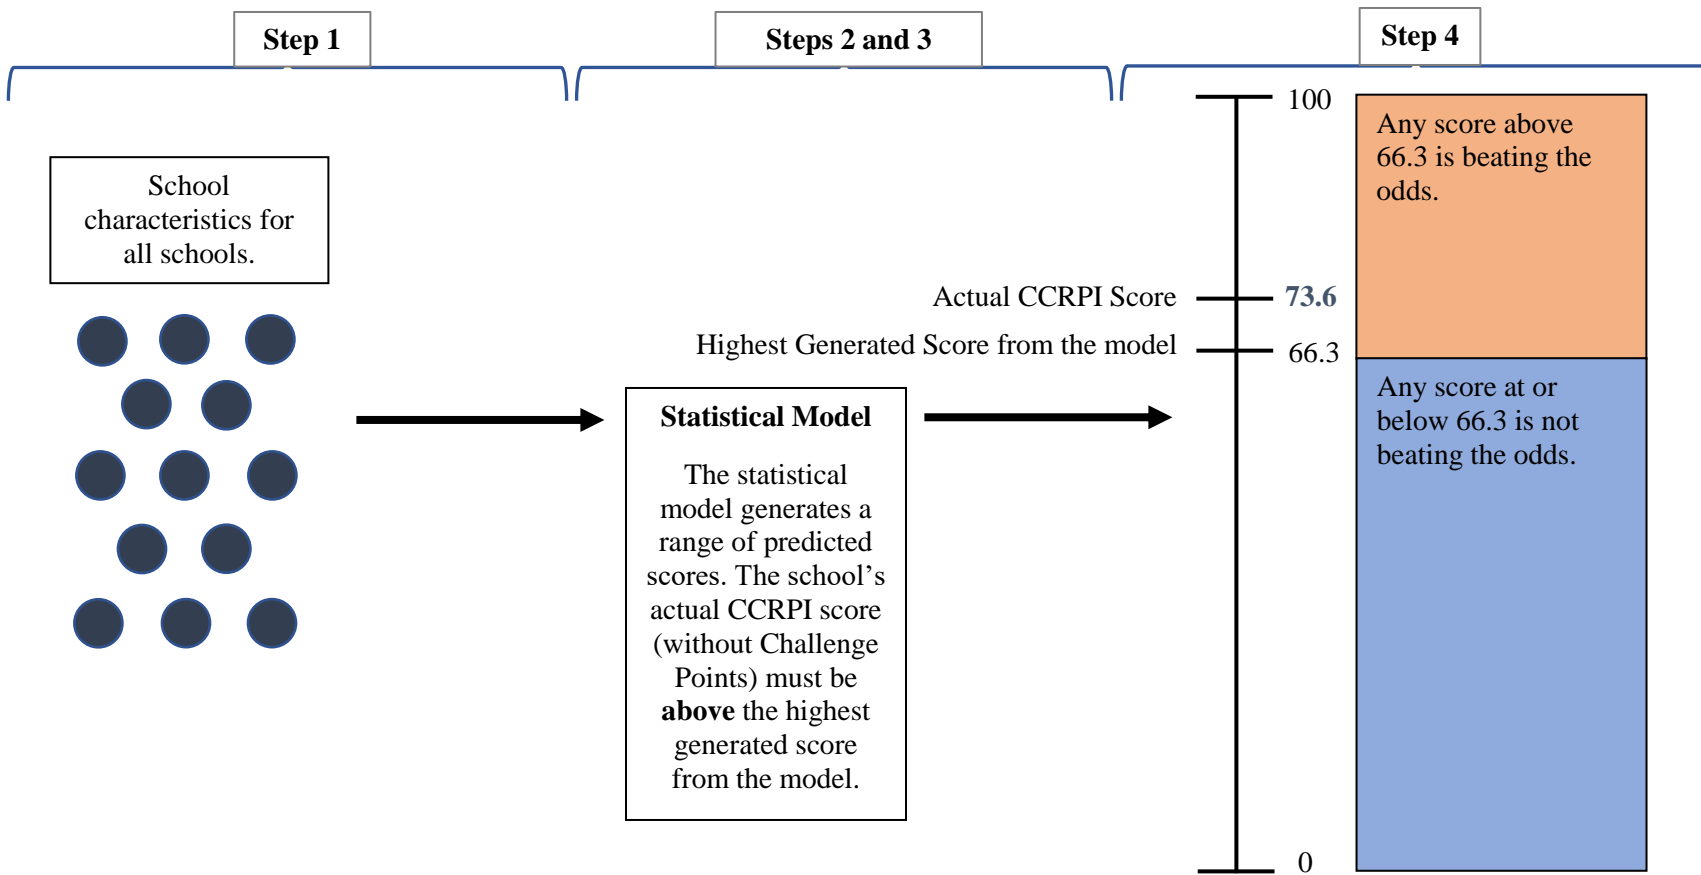 Step 1
Steps 2 and 3
Step 4
School
characteristics for
all schools.
Statistical Model
The statistical
model generates a
range of predicted
scores. The school’s
actual CCRPI score
(without Challenge
Points) must be
above the highest
generated score
from the model.
100
Actual CCRPI Score
73.6
Highest Generated Score from the model
66.3
0
Any score above
66.3 is beating the
odds.
Any score at or
below 66.3 is not
beating the odds.